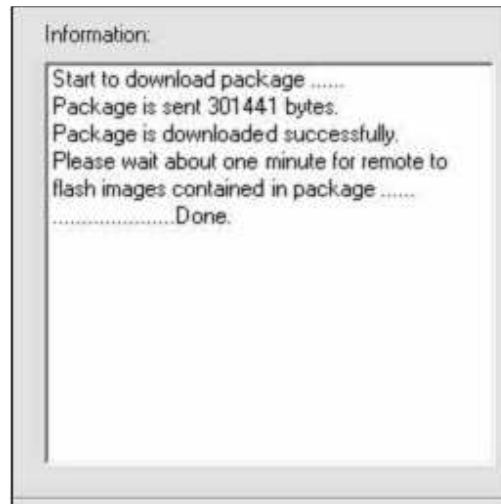 Information:
Start to download package ......
Package is sent 301441 bytes.
Package is downloaded successfully.
Please wait about one minute for remote to
flash images contained in package ......
......................Done.